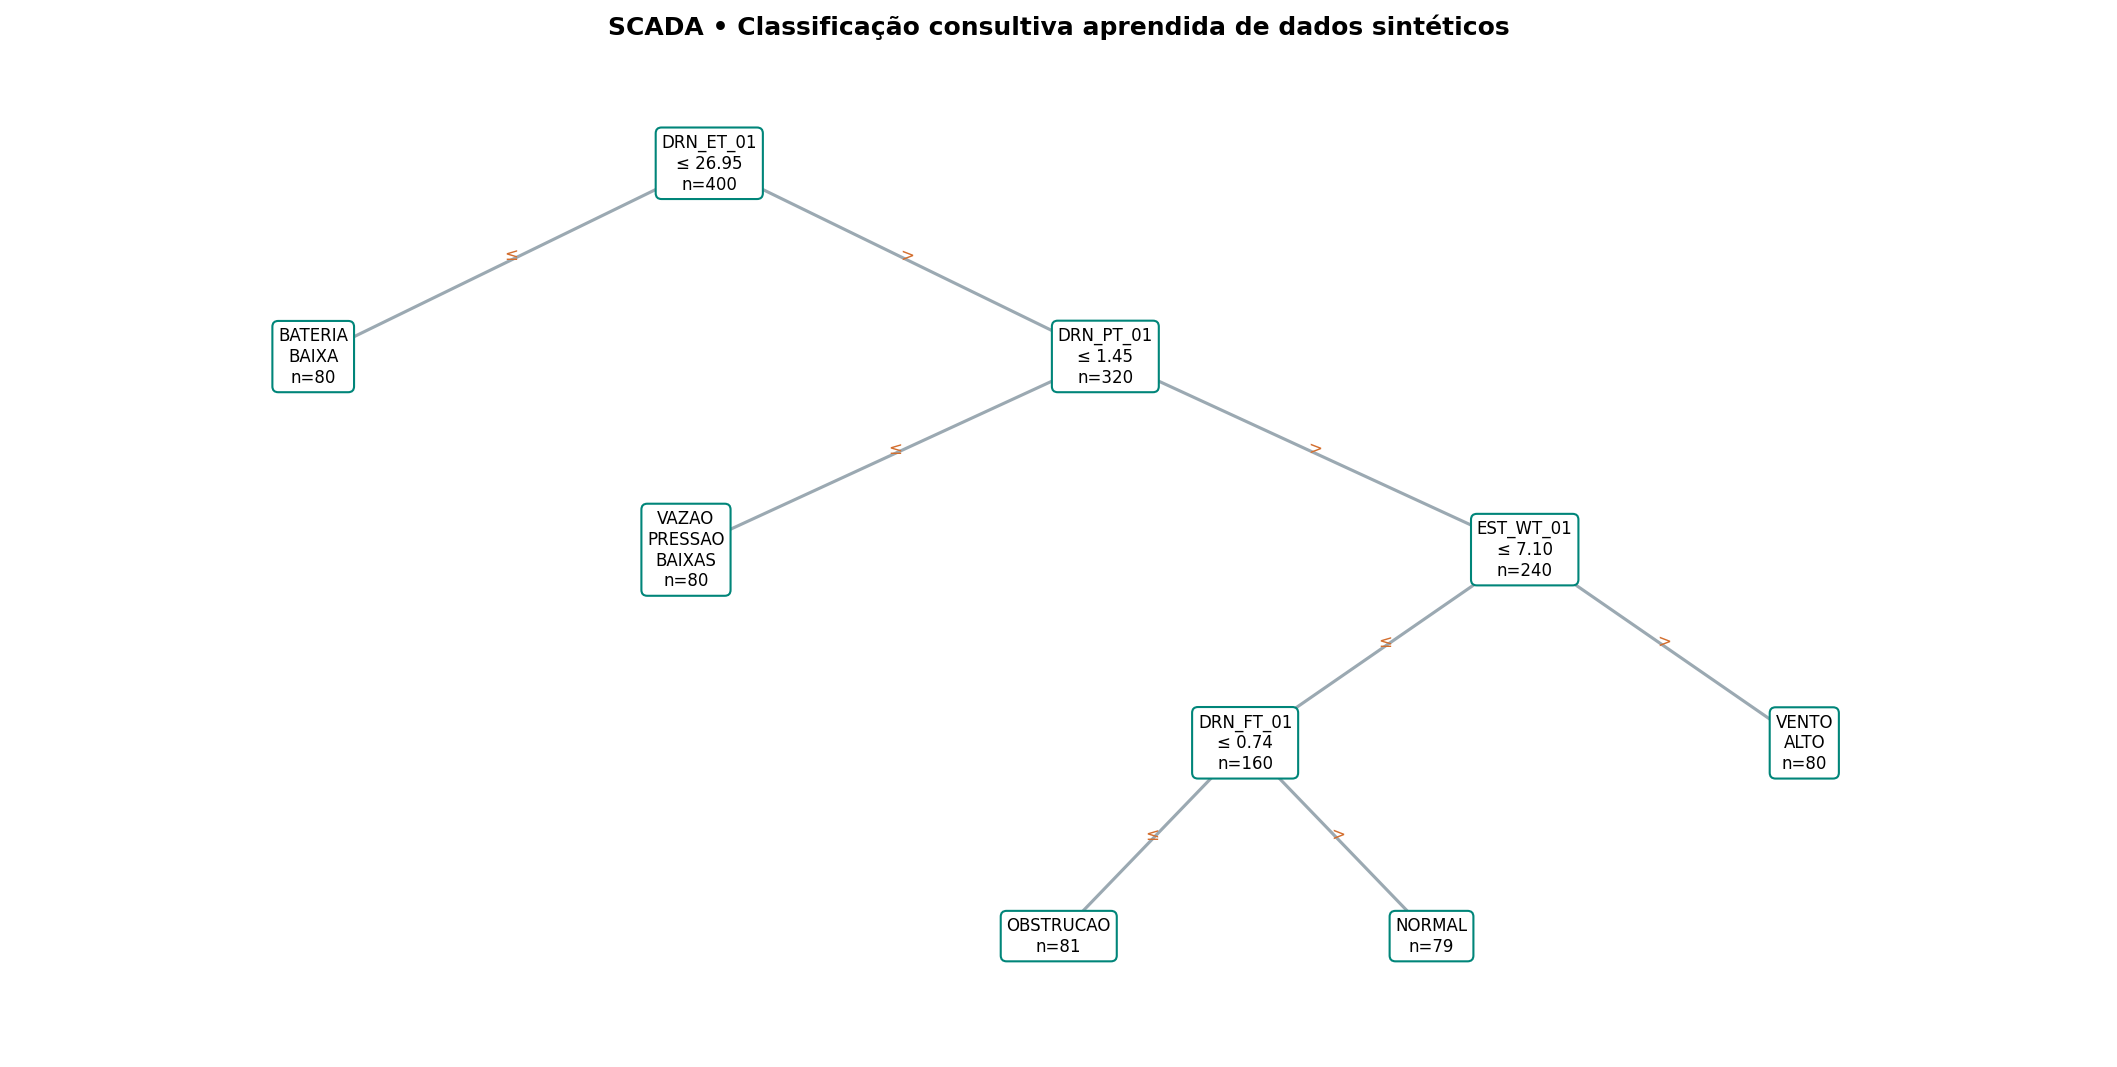 SCADA • Classificação consultiva aprendida de dados sintéticos
DRN_ET_01
≤ 26.95
n=400
≤
>
BATERIA
BAIXA
n=80
DRN_PT_01
≤ 1.45
n=320
≤
>
VAZAO
PRESSAO
BAIXAS
n=80
EST_WT_01
≤ 7.10
n=240
≤
>
DRN_FT_01
≤ 0.74
n=160
VENTO
ALTO
n=80
≤
>
OBSTRUCAO
n=81
NORMAL
n=79